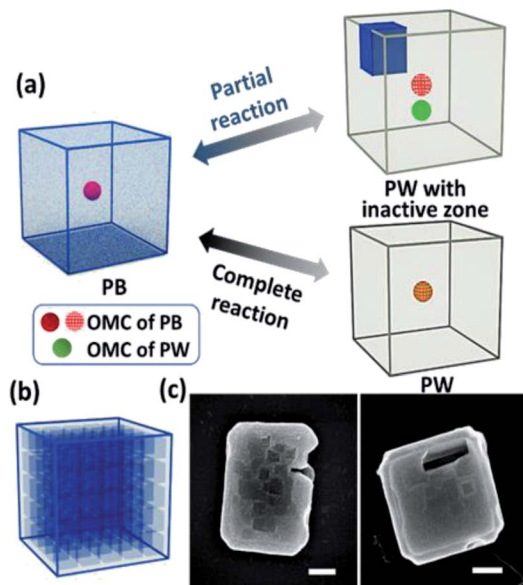 (a)
Partial
reaction
PW with
inactive zone
PB
Complete
reaction
OMC of PB
OMC of PW
PW
(b)
(c)